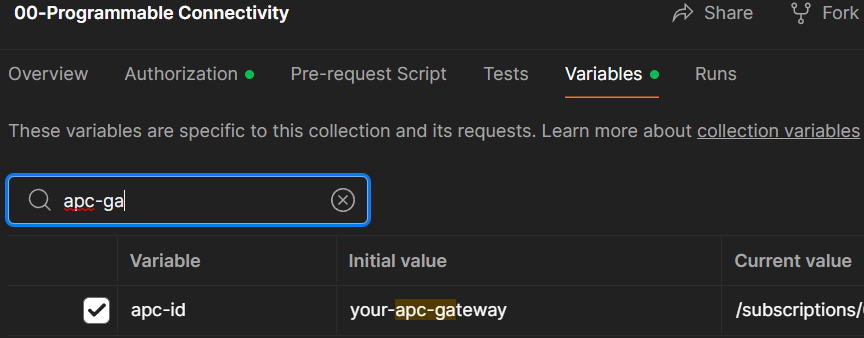 00-Programmable Connectivity Share Fork
Overview Authorization Pre-request Script Tests Variables Runs
These variables are specific to this collection and its requests. Learn more about collection variables
apc-ga
Variable Initial value Current value
apc-id your-apc-gateway /subscriptions/